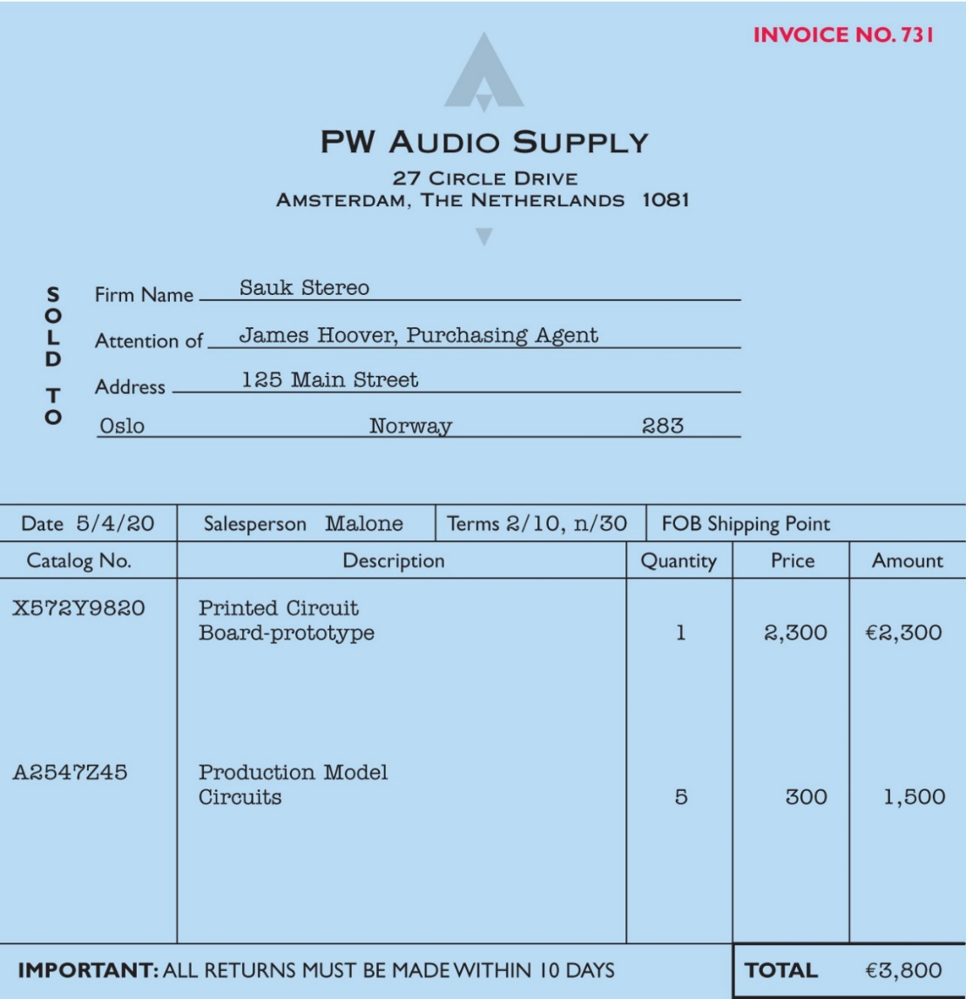 INVOICE NO. 731
PW AUDIO SUPPLY
27 CIRCLE DRIVE
AMSTERDAM, THE NETHERLANDS 1081
SOLD TO
Firm Name Sauk Stereo
Attention of James Hoover, Purchasing Agent
Address 125 Main Street
Oslo Norway 283
Date 5/4/20 Salesperson Malone Terms 2/10, n/30 FOB Shipping Point
Catalog No. Description Quantity Price Amount
X572Y9820 Printed Circuit
Board-prototype 1 2,300 €2,300
A2547Z45 Production Model
Circuits 5 300 1,500
IMPORTANT: ALL RETURNS MUST BE MADE WITHIN 10 DAYS TOTAL €3,800